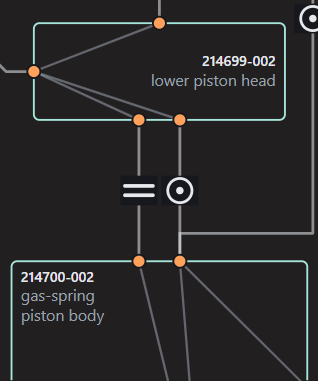 214699-002
lower piston head
214700-002
gas-spring
piston body